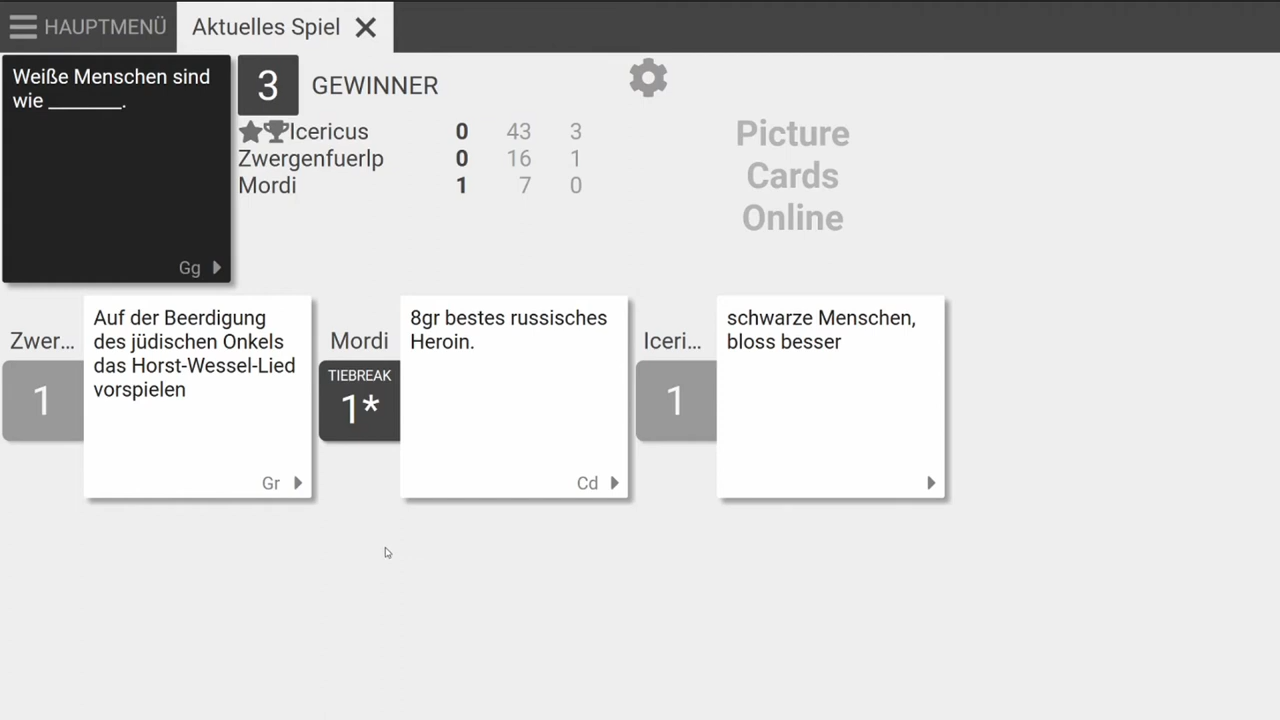 HAUPTMENÜ
Aktuelles Spiel
Weiße Menschen sind
wie _______.
Gg
3 GEWINNER
Icericus 0 43 3
Zwergenfuerlp 0 16 1
Mordi 1 7 0
Picture
Cards
Online
Zwer...
1
Auf der Beerdigung
des jüdischen Onkels
das Horst-Wessel-Lied
vorspielen
Gr
Mordi
TIEBREAK
1*
8gr bestes russisches
Heroin.
Cd
Iceri...
1
schwarze Menschen,
bloss besser